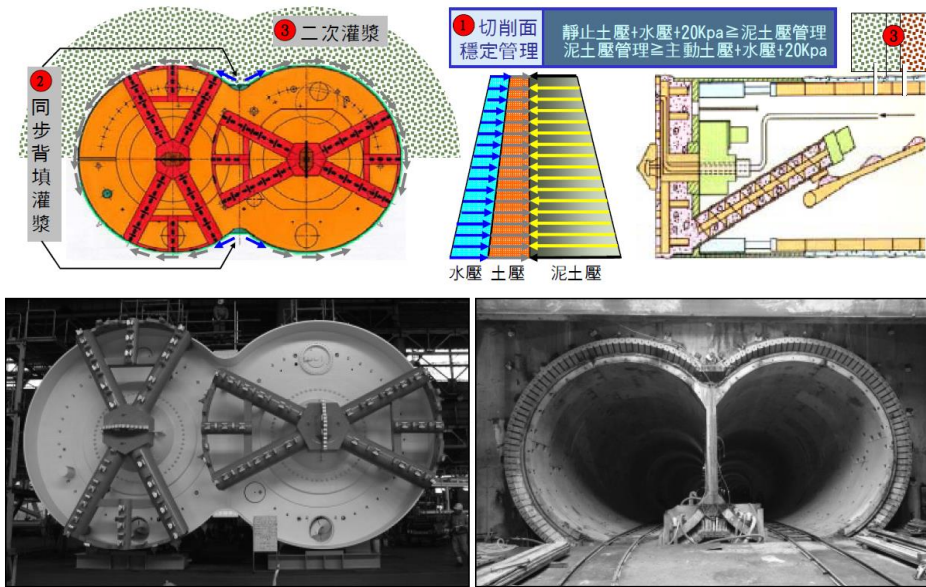 3 二次灌漿
2
同
步
背
填
灌
漿
1 切削面
穩定管理
靜止土壓+水壓+20Kpa≧泥土壓管理
泥土壓管理≧主動土壓+水壓+20Kpa
3
水壓 土壓 泥土壓